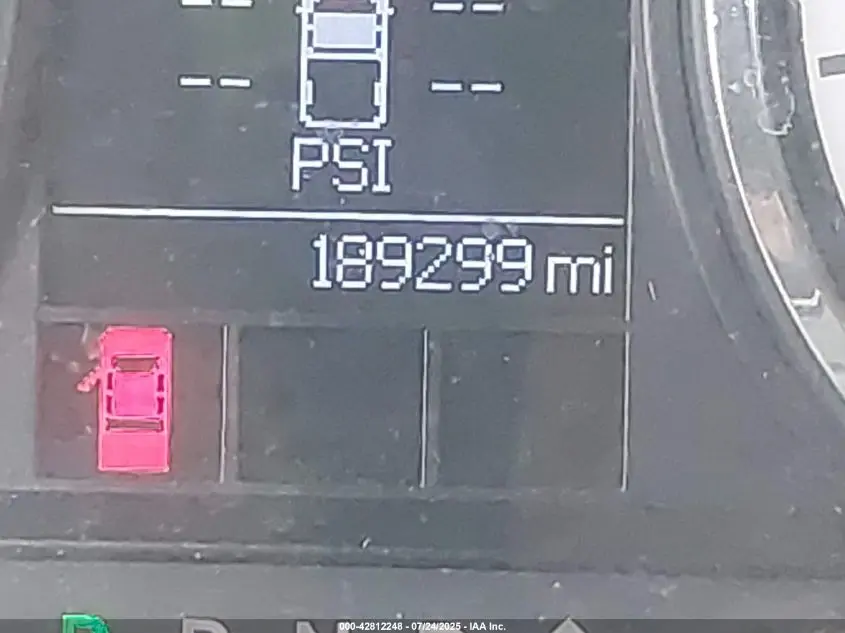 -- --
-- --
PSI
189299 mi
P R N
000-42812248 - 07/24/2025 - IAA Inc.